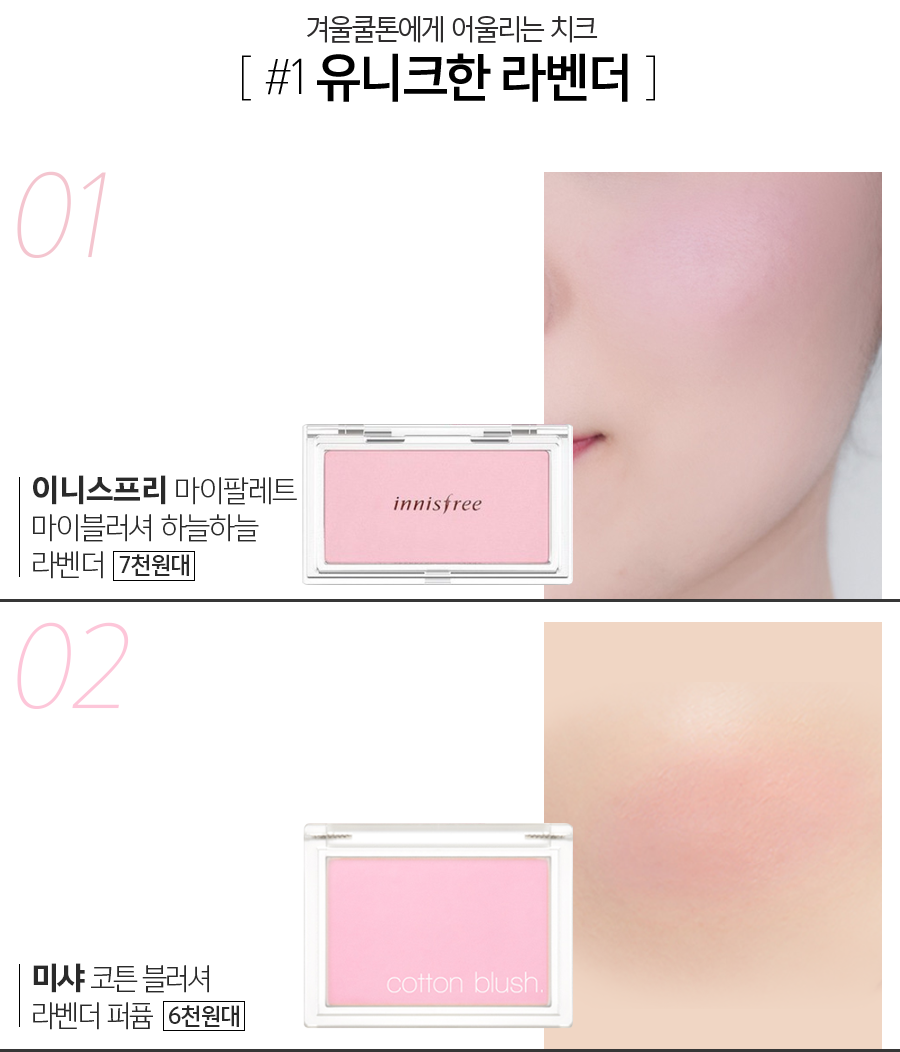 겨울쿨톤에게 어울리는 치크
[ #1 유니크한 라벤더 ]
01
innisfree
이니스프리 마이팔레트
마이블러셔 하늘하늘
라벤더 7천원대
02
cotton blush.
미샤 코튼 블러셔
라벤더 퍼퓸 6천원대